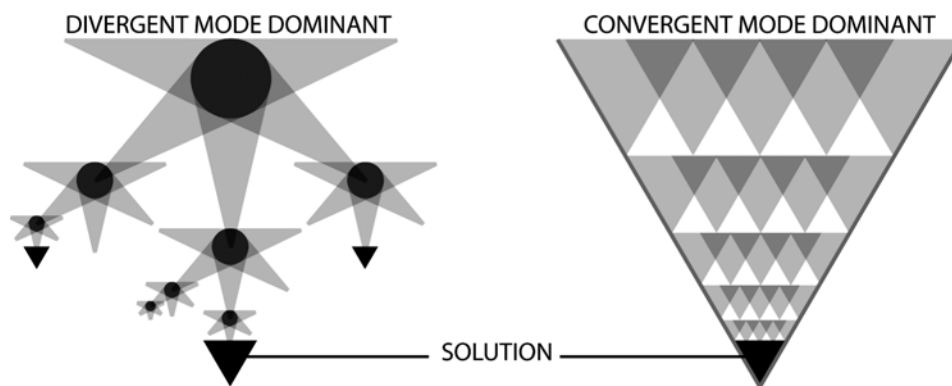 DIVERGENT MODE DOMINANT
CONVERGENT MODE DOMINANT
SOLUTION